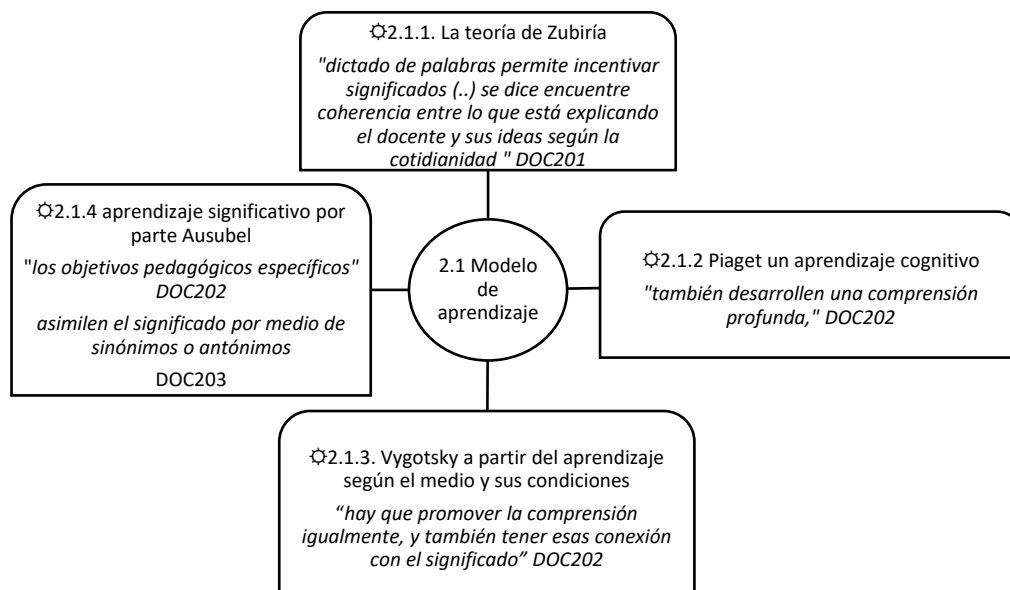 ☼2.1.1. La teoría de Zubiría
"dictado de palabras permite incentivar
significados (..) se dice encuentre
coherencia entre lo que está explicando
el docente y sus ideas según la
cotidianidad " DOC201
☼2.1.4 aprendizaje significativo por
parte Ausubel
"los objetivos pedagógicos específicos"
DOC202
asimilen el significado por medio de
sinónimos o antónimos
DOC203
2.1 Modelo
de
aprendizaje
☼2.1.2 Piaget un aprendizaje cognitivo
"también desarrollen una comprensión
profunda," DOC202
☼2.1.3. Vygotsky a partir del aprendizaje
según el medio y sus condiciones
“hay que promover la comprensión
igualmente, y también tener esas conexión
con el significado” DOC202